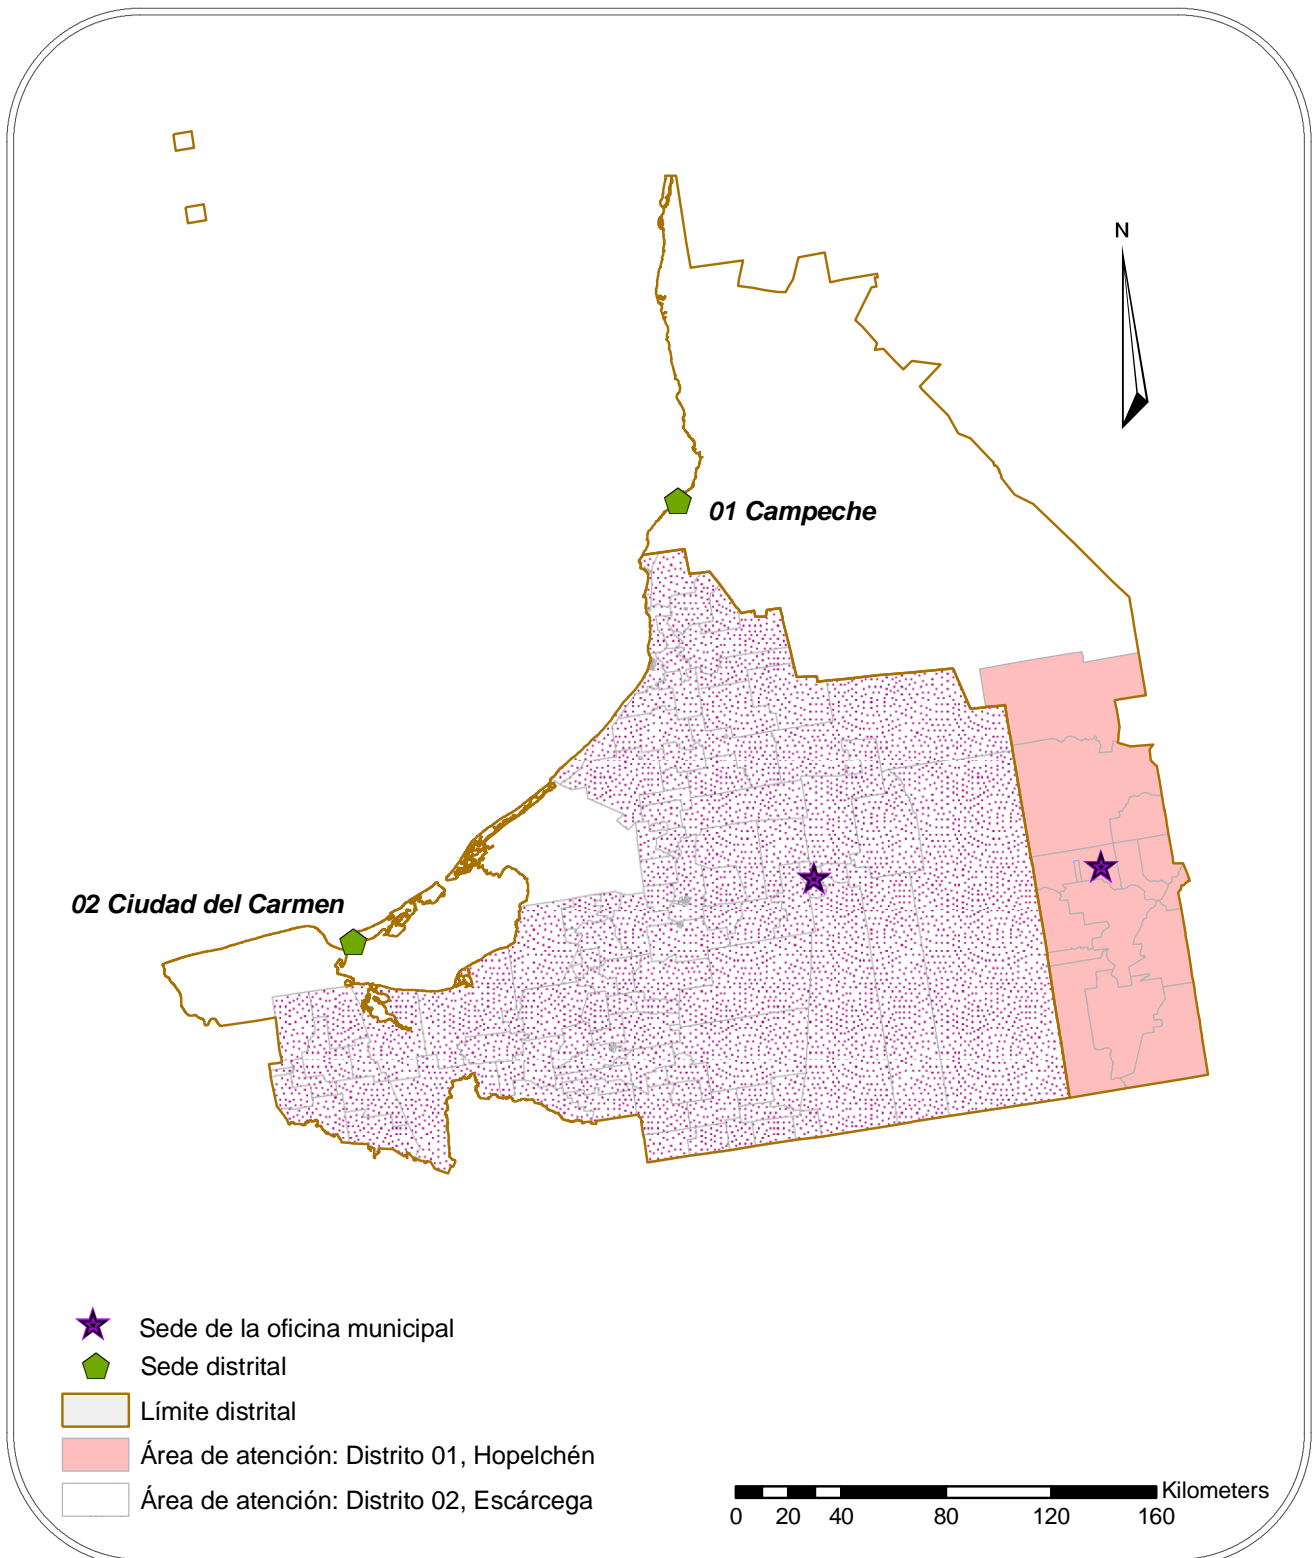 N
01 Campeche
02 Ciudad del Carmen
Sede de la oficina municipal
Sede distrital
Límite distrital
Área de atención: Distrito 01, Hopelchén
Área de atención: Distrito 02, Escárcega
Kilometers
0 20 40 80 120 160